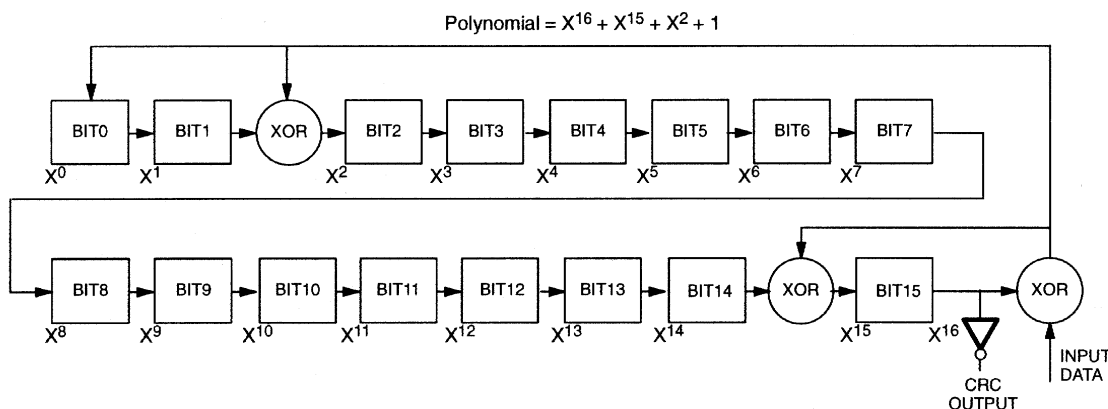 Polynomial = X¹⁶ + X¹⁵ + X² + 1
BIT0 BIT1 XOR BIT2 BIT3 BIT4 BIT5 BIT6 BIT7
X⁰ X¹ X² X³ X⁴ X⁵ X⁶ X⁷
BIT8 BIT9 BIT10 BIT11 BIT12 BIT13 BIT14 XOR BIT15 XOR
X⁸ X⁹ X¹⁰ X¹¹ X¹² X¹³ X¹⁴ X¹⁵ X¹⁶
INPUT
DATA
CRC
OUTPUT